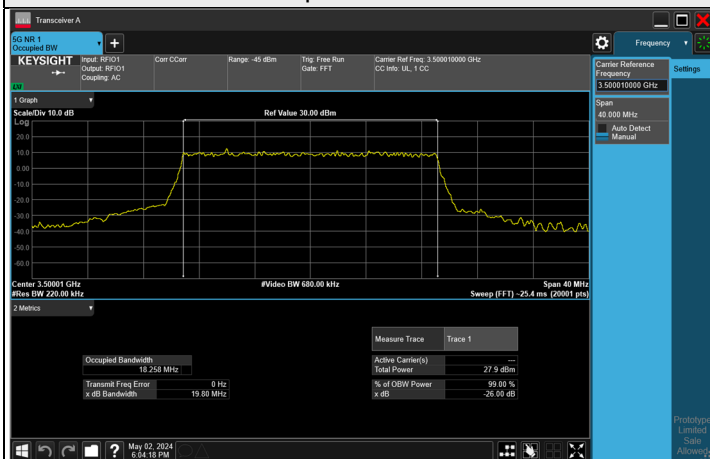 Transceiver A
5G NR 1
Occupied BW
Frequency
KEYSIGHT
LV
Input: RFIO1
Output: RFIO1
Coupling: AC
Corr CCorr
Range: -45 dBm
Trig: Free Run
Gate: FFT
Carrier Ref Freq: 3.500010000 GHz
CC Info: UL, 1 CC
Carrier Reference
Frequency
3.500010000 GHz
Settings
Span
40.000 MHz
Auto Detect
Manual
1 Graph
Scale/Div 10.0 dB
Ref Value 30.00 dBm
Log
20.0
10.0
0.00
-10.0
-20.0
-30.0
-40.0
-50.0
-60.0
Center 3.50001 GHz
#Video BW 680.00 kHz
Span 40 MHz
#Res BW 220.00 kHz
Sweep (FFT) ~25.4 ms (20001 pts)
2 Metrics
Measure Trace Trace 1
Occupied Bandwidth
18.258 MHz
Active Carrier(s) ---
Total Power 27.9 dBm
Transmit Freq Error 0 Hz
x dB Bandwidth 19.80 MHz
% of OBW Power 99.00 %
x dB -26.00 dB
May 02, 2024
6:04:18 PM
Prototype
Limited
Sale
Allowed